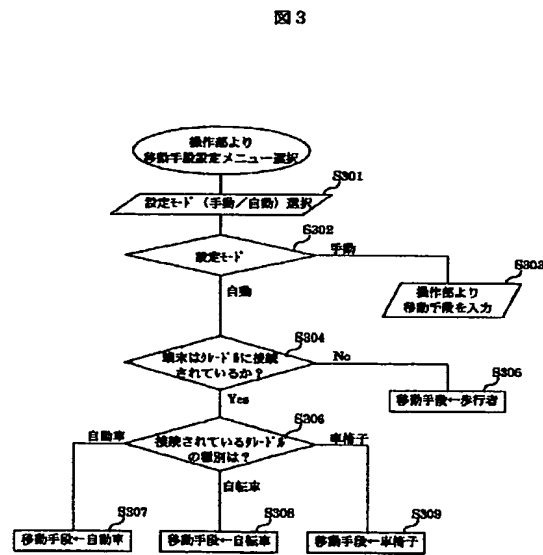 図3
操作部より
移動手段設定メニュー選択
S301
設定モード(手動/自動)選択
S302
設定モード
手動
S303
操作部より
移動手段を入力
自動
S304
端末はクレードルに接続
されているか?
No
S305
移動手段←歩行者
Yes
S306
接続されているクレードル
の種別は?
自動車
車椅子
自転車
S307
移動手段←自動車
S308
移動手段←自転車
S309
移動手段←車椅子